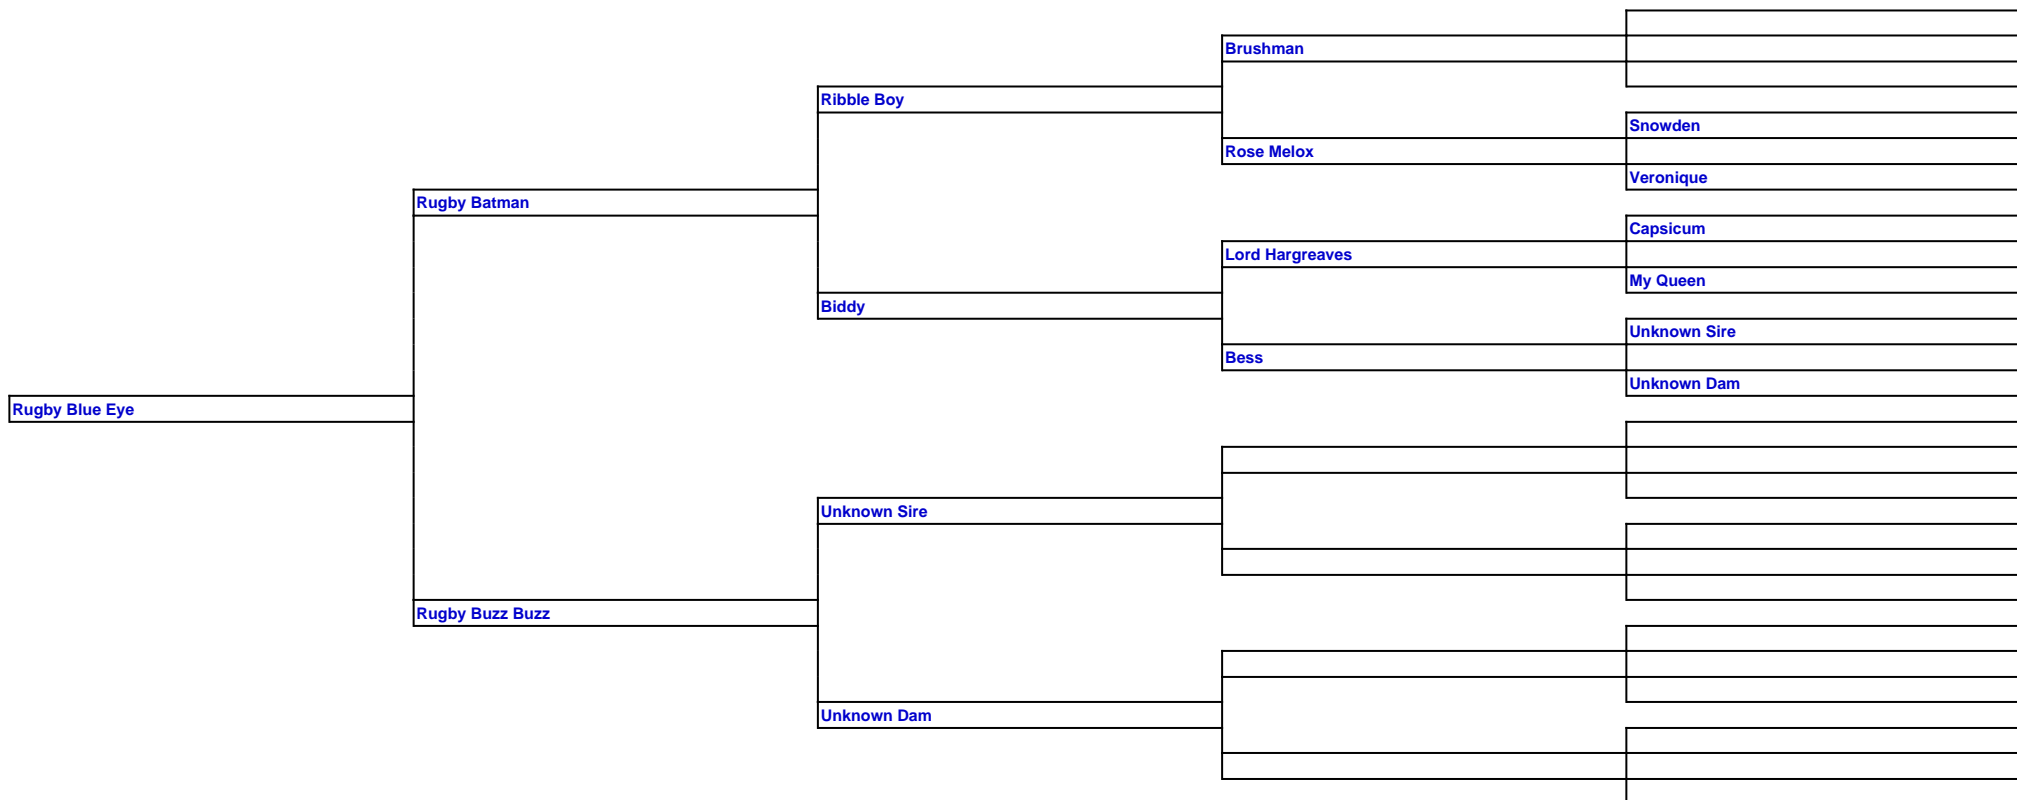 Brushman
Ribble Boy
Snowden
Rose Melox
Veronique
Rugby Batman
Capsicum
Lord Hargreaves
My Queen
Biddy
Unknown Sire
Bess
Unknown Dam
Rugby Blue Eye
Unknown Sire
Rugby Buzz Buzz
Unknown Dam